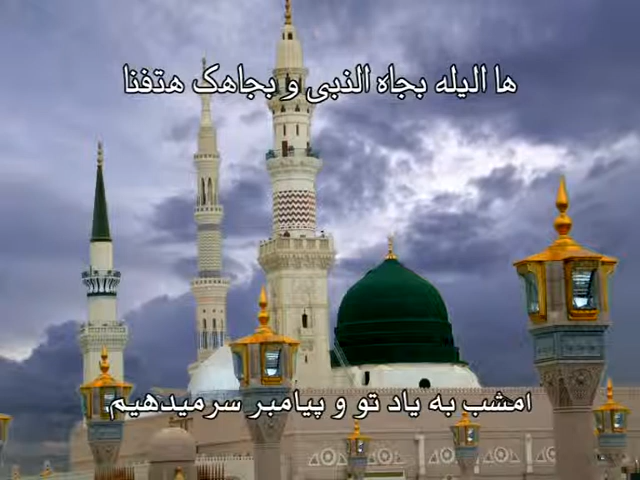 ها الیله بجاه النبی و بجاهک هتفنا
امشب به یاد تو و پیامبر سرمیدهیم.